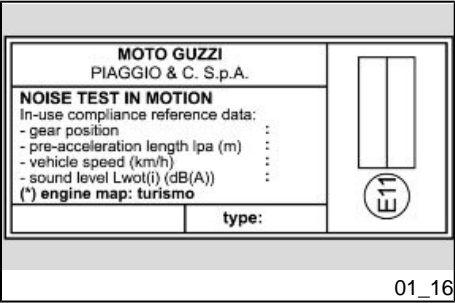 MOTO GUZZI
PIAGGIO & C. S.p.A.
NOISE TEST IN MOTION
In-use compliance reference data:
- gear position :
- pre-acceleration length lpa (m) :
- vehicle speed (km/h) :
- sound level Lwot(i) (dB(A)) :
(*) engine map: turismo
type:
E11
01_16